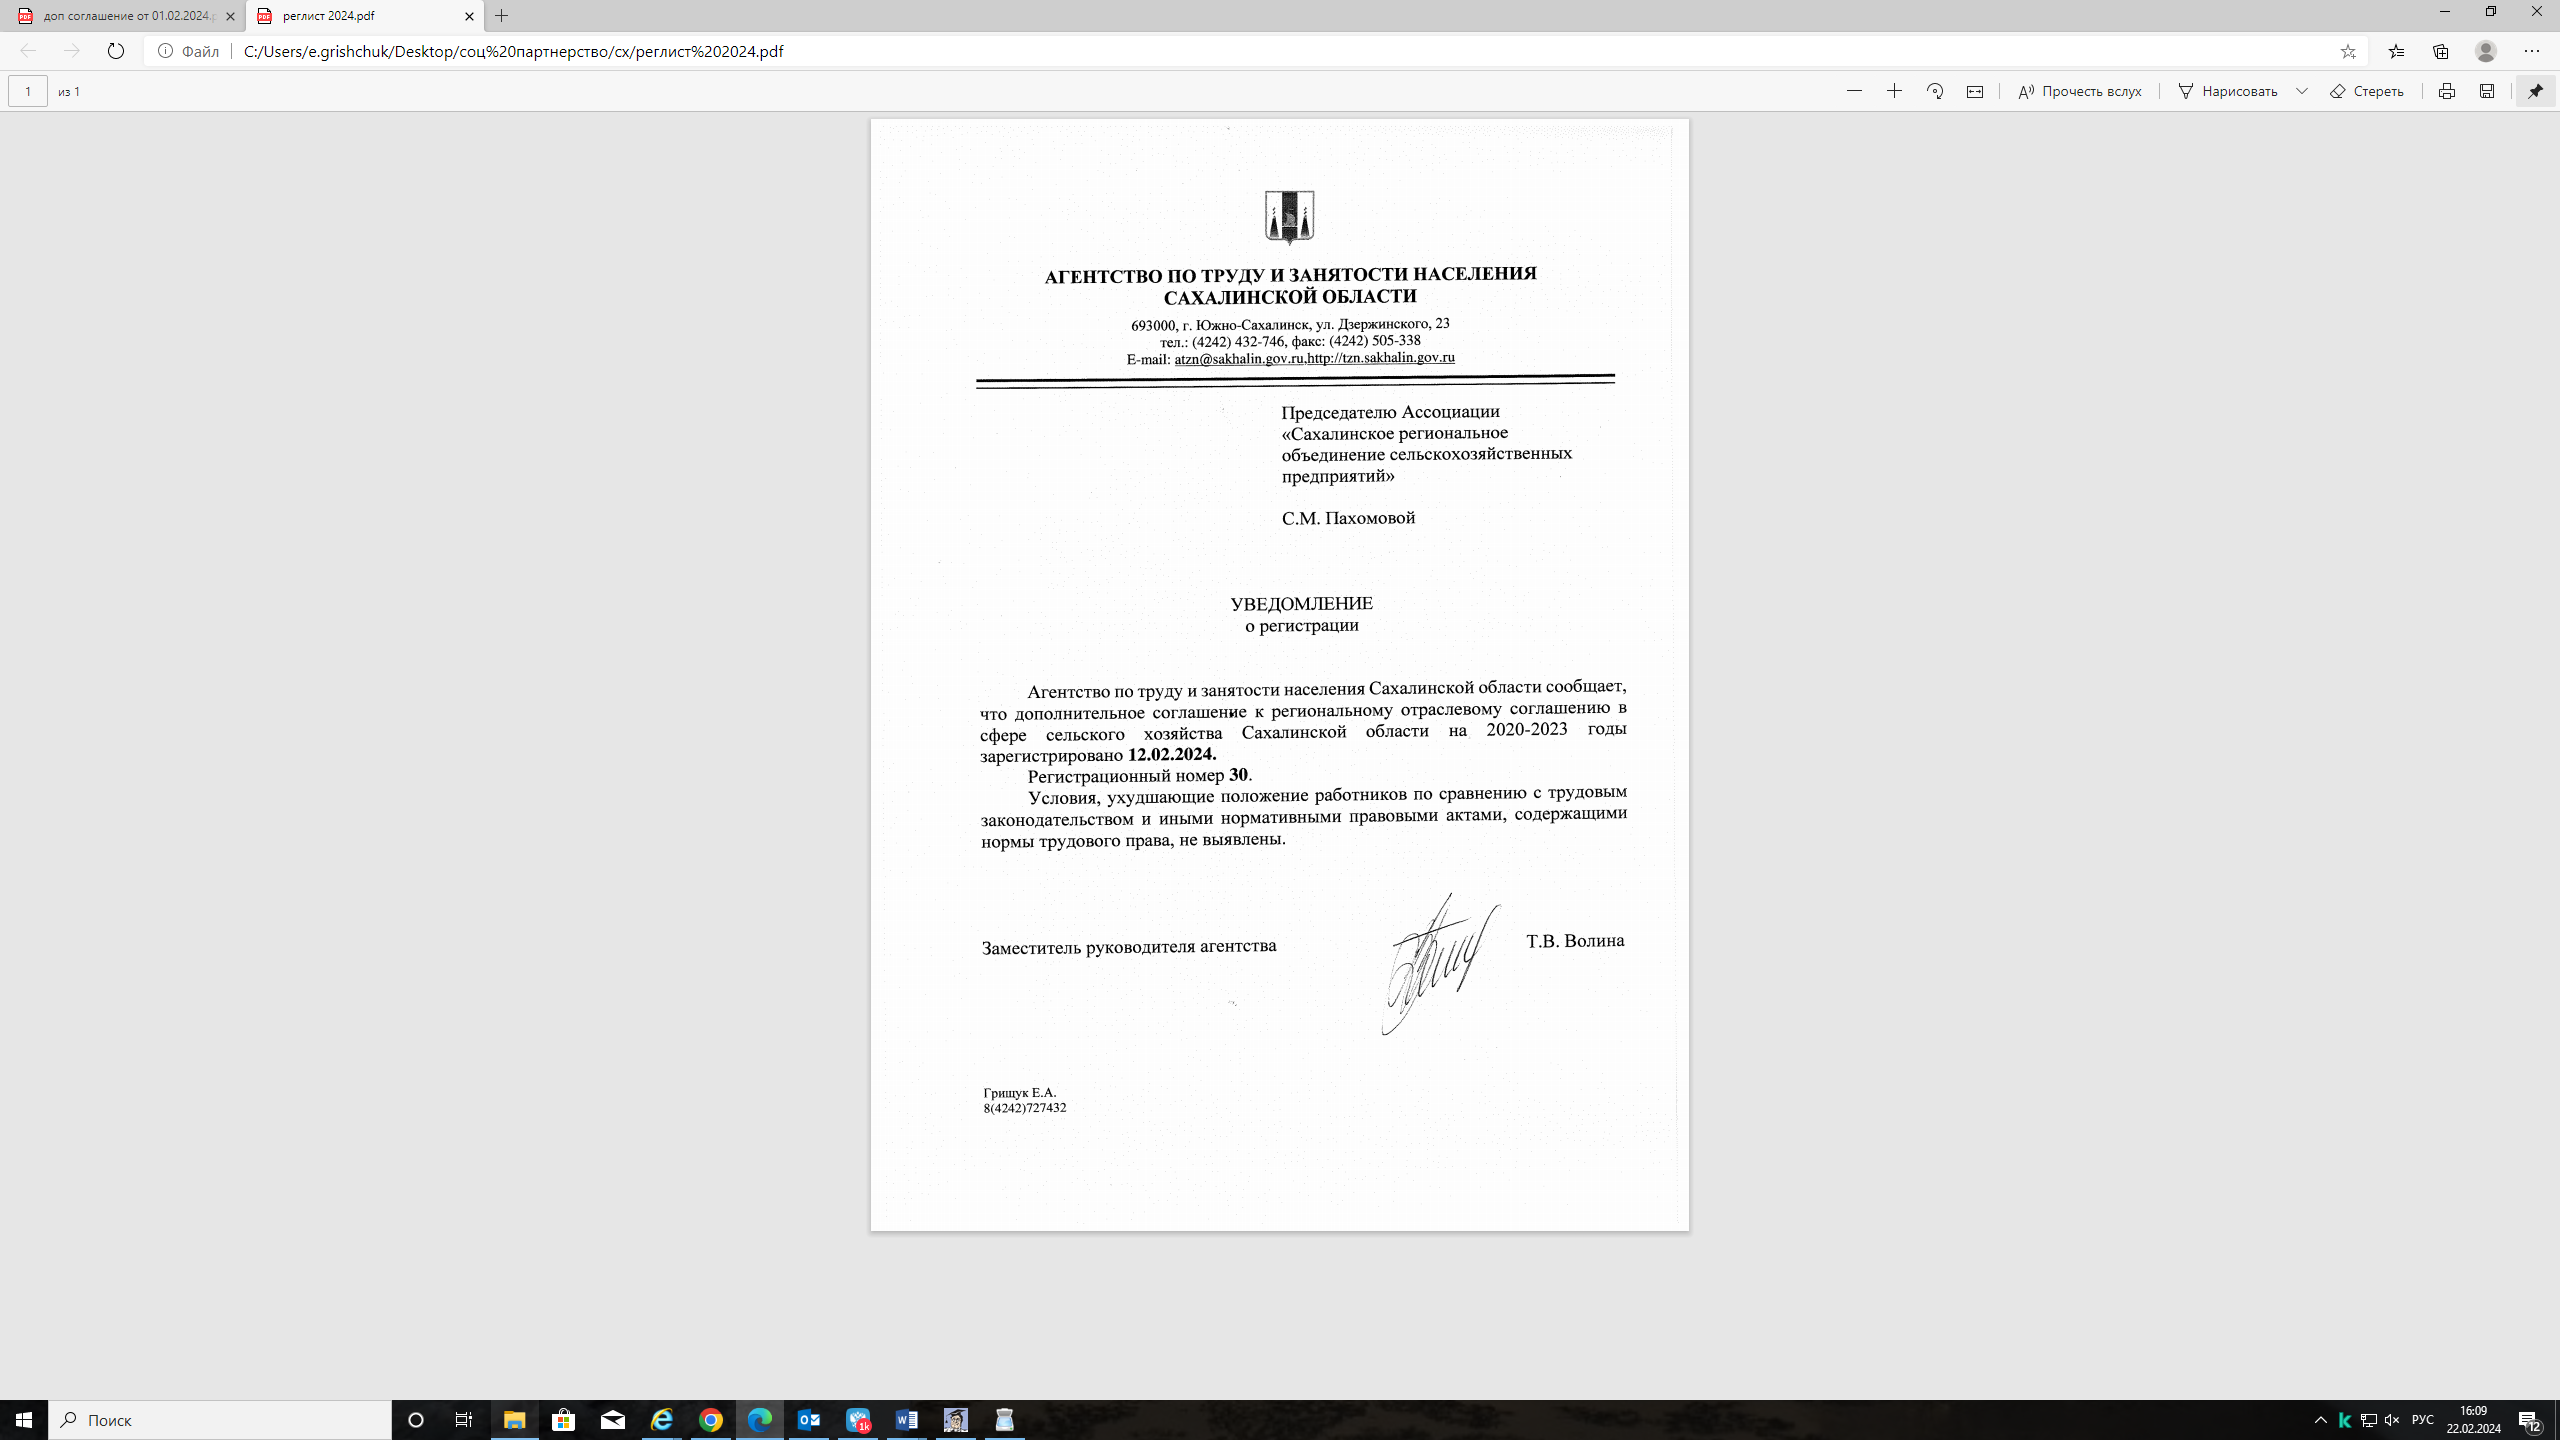 доп соглашение от 01.02.2024.p
реглист 2024.pdf
Файл
C:/Users/e.grishchuk/Desktop/соц%20партнерство/сх/реглист%202024.pdf
1 из 1
Прочесть вслух
Нарисовать
Стереть
АГЕНТСТВО ПО ТРУДУ И ЗАНЯТОСТИ НАСЕЛЕНИЯ
САХАЛИНСКОЙ ОБЛАСТИ
693000, г. Южно-Сахалинск, ул. Дзержинского, 23
тел.: (4242) 432-746, факс: (4242) 505-338
E-mail: atzn@sakhalin.gov.ru,http://tzn.sakhalin.gov.ru
Председателю Ассоциации
«Сахалинское региональное
объединение сельскохозяйственных
предприятий»
С.М. Пахомовой
УВЕДОМЛЕНИЕ
о регистрации
Агентство по труду и занятости населения Сахалинской области сообщает,
что дополнительное соглашение к региональному отраслевому соглашению в
сфере сельского хозяйства Сахалинской области на 2020-2023 годы
зарегистрировано 12.02.2024.
Регистрационный номер 30.
Условия, ухудшающие положение работников по сравнению с трудовым
законодательством и иными нормативными правовыми актами, содержащими
нормы трудового права, не выявлены.
Заместитель руководителя агентства
Т.В. Волина
Грищук Е.А.
8(4242)727432
Поиск
1k
РУС
16:09
22.02.2024
12